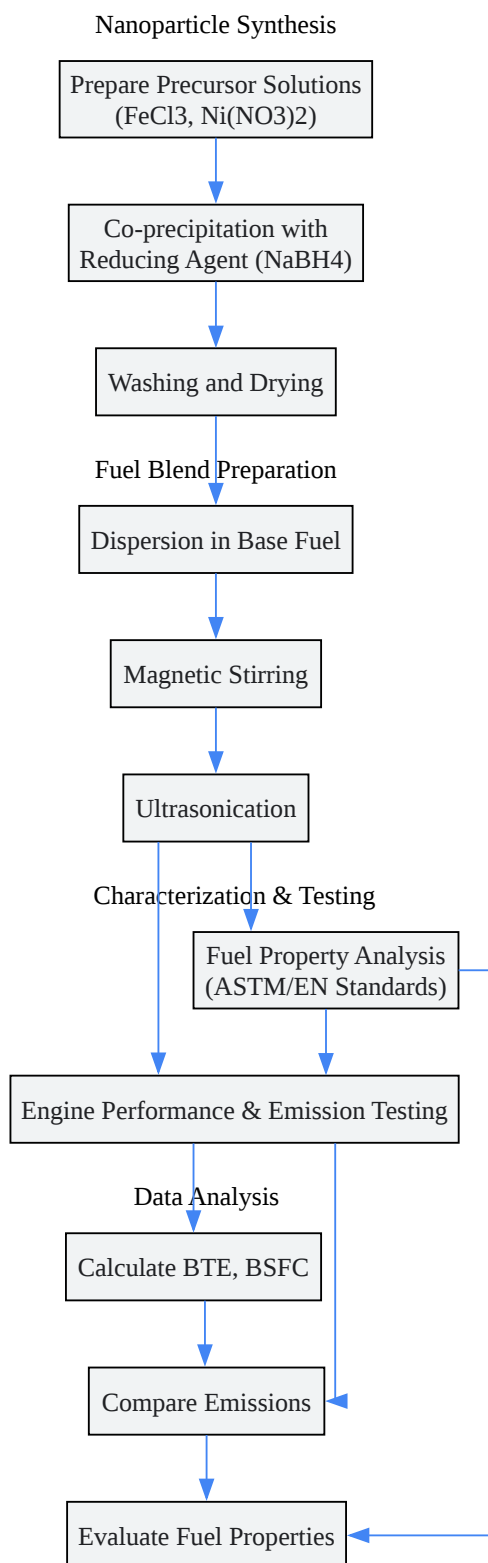 Nanoparticle Synthesis
Prepare Precursor Solutions
(FeCl3, Ni(NO3)2)
Co-precipitation with
Reducing Agent (NaBH4)
Washing and Drying
Fuel Blend Preparation
Dispersion in Base Fuel
Magnetic Stirring
Ultrasonication
Characterization & Testing
Fuel Property Analysis
(ASTM/EN Standards)
Engine Performance & Emission Testing
Data Analysis
Calculate BTE, BSFC
Compare Emissions
Evaluate Fuel Properties